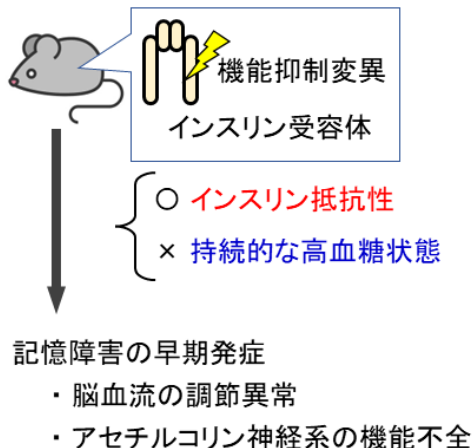 機能抑制変異
インスリン受容体
○ インスリン抵抗性
× 持続的な高血糖状態
記憶障害の早期発症
・脳血流の調節異常
・アセチルコリン神経系の機能不全